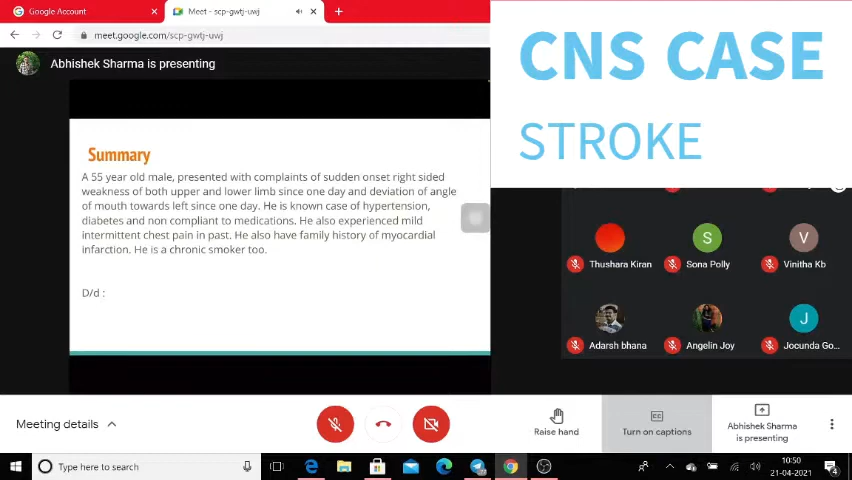 Google Account
Meet - scp-gwtj-uwj
meet.google.com/scp-gwtj-uwj
Abhishek Sharma is presenting
CNS CASE
STROKE
Summary
A 55 year old male, presented with complaints of sudden onset right sided
weakness of both upper and lower limb since one day and deviation of angle
of mouth towards left since one day. He is known case of hypertension,
diabetes and non compliant to medications. He also experienced mild
intermittent chest pain in past. He also have family history of myocardial
infarction. He is a chronic smoker too.
D/d :
Thushara Kiran
S
Sona Polly
V
Vinitha Kb
Adarsh bhana
Angelin Joy
J
Jocunda Go...
Meeting details
Raise hand
CC
Turn on captions
Abhishek Sharma
is presenting
Type here to search
10:50
21-04-2021
4